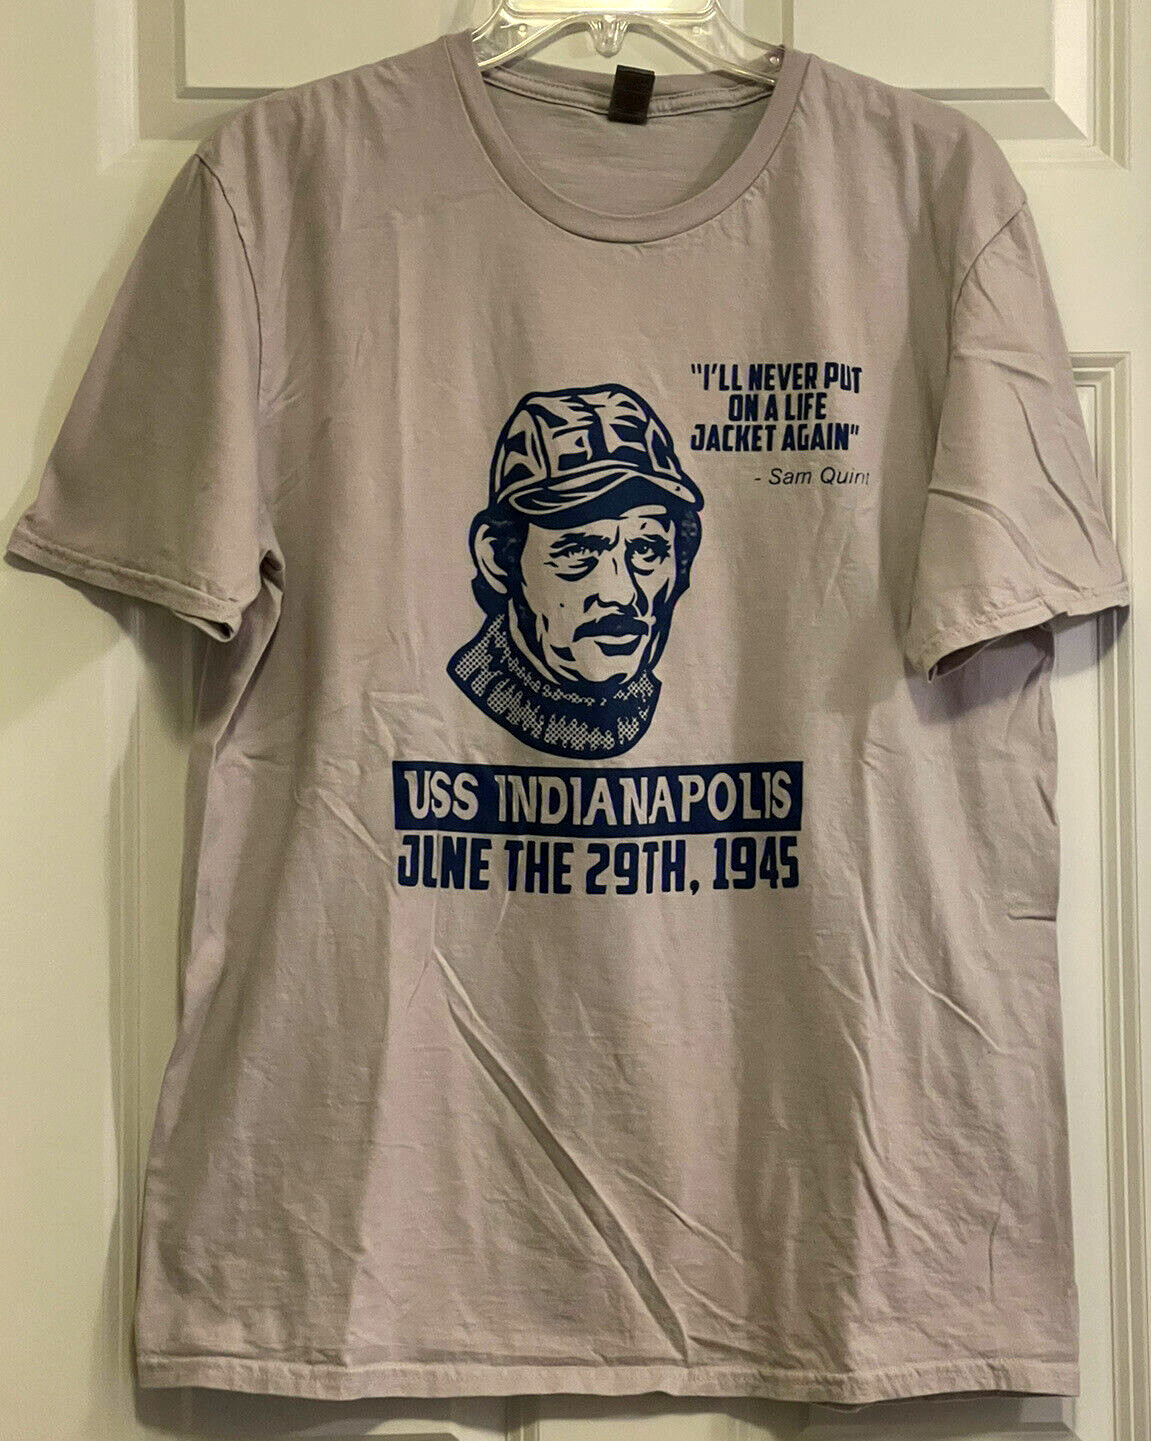 "I'LL NEVER PUT
ON A LIFE
JACKET AGAIN"
- Sam Quint
USS INDIANAPOLIS
JUNE THE 29TH, 1945